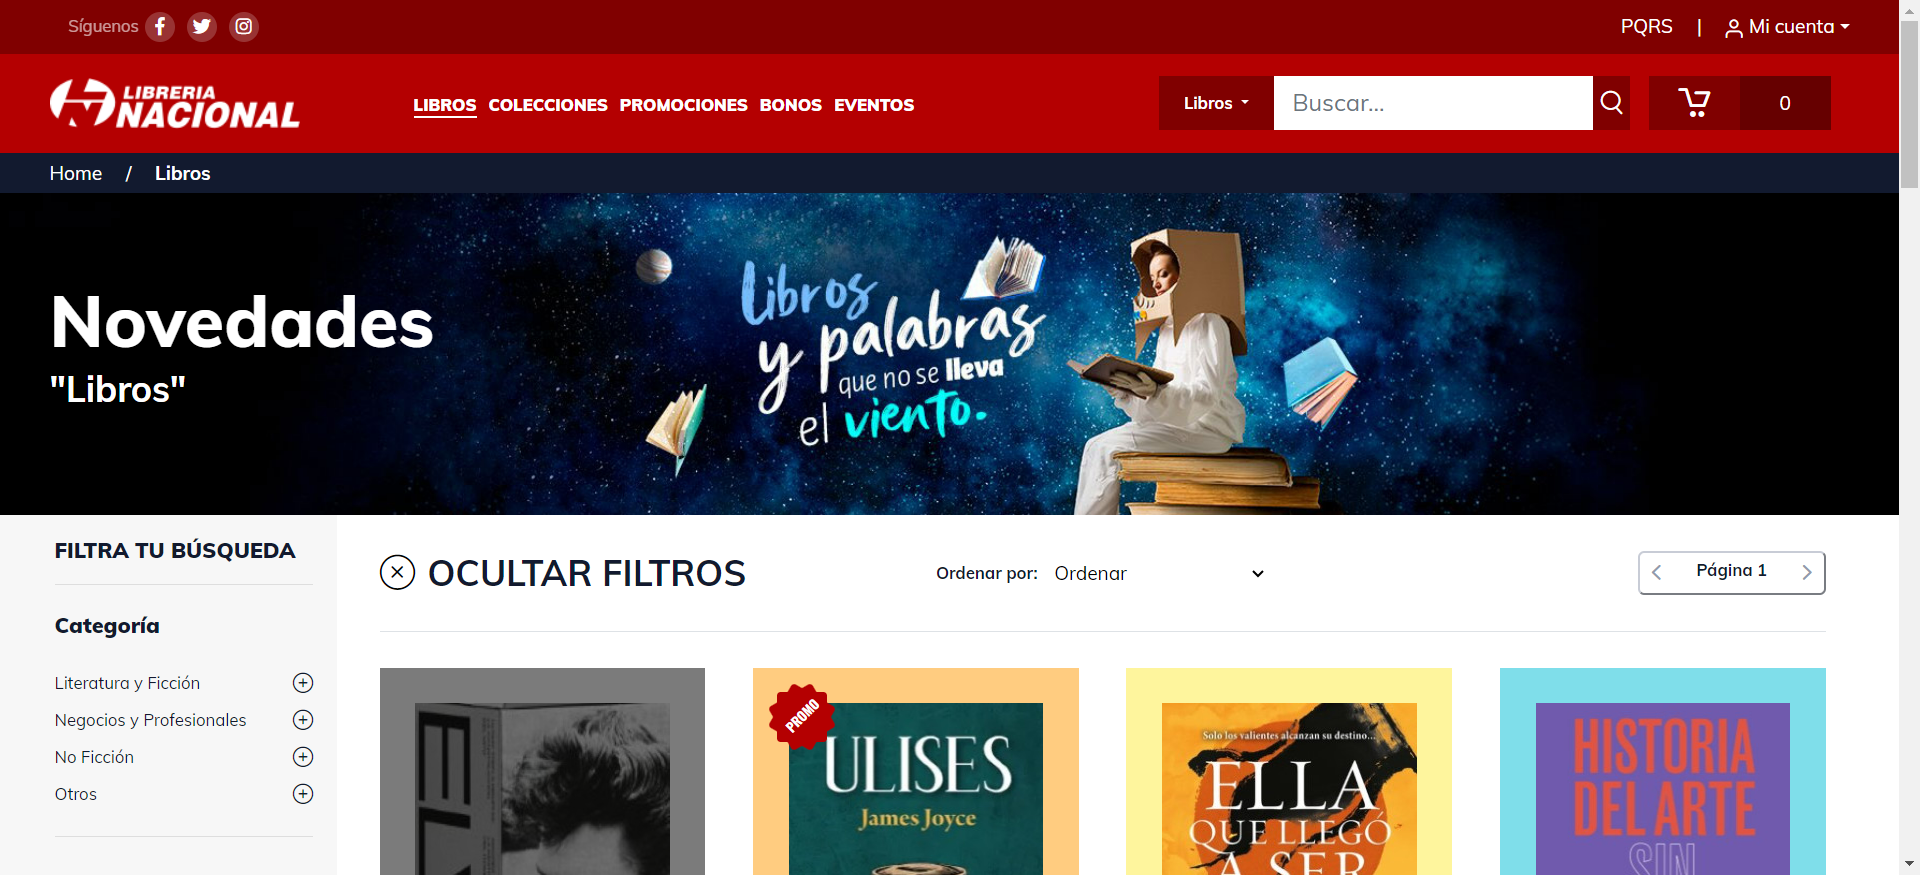 Síguenos
PQRS | Mi cuenta
LIBRERIA
NACIONAL
LIBROS COLECCIONES PROMOCIONES BONOS EVENTOS
Libros
Buscar...
0
Home / Libros
Novedades
"Libros"
Libros
y palabras
que no se lleva
el viento.
FILTRA TU BÚSQUEDA
Categoría
Literatura y Ficción
Negocios y Profesionales
No Ficción
Otros
OCULTAR FILTROS
Ordenar por: Ordenar
Página 1
PROMO
ULISES
James Joyce
Solo los valientes alcanzan su destino...
ELLA
QUE LLEGÓ
A SER
HISTORIA
DEL ARTE
SIN